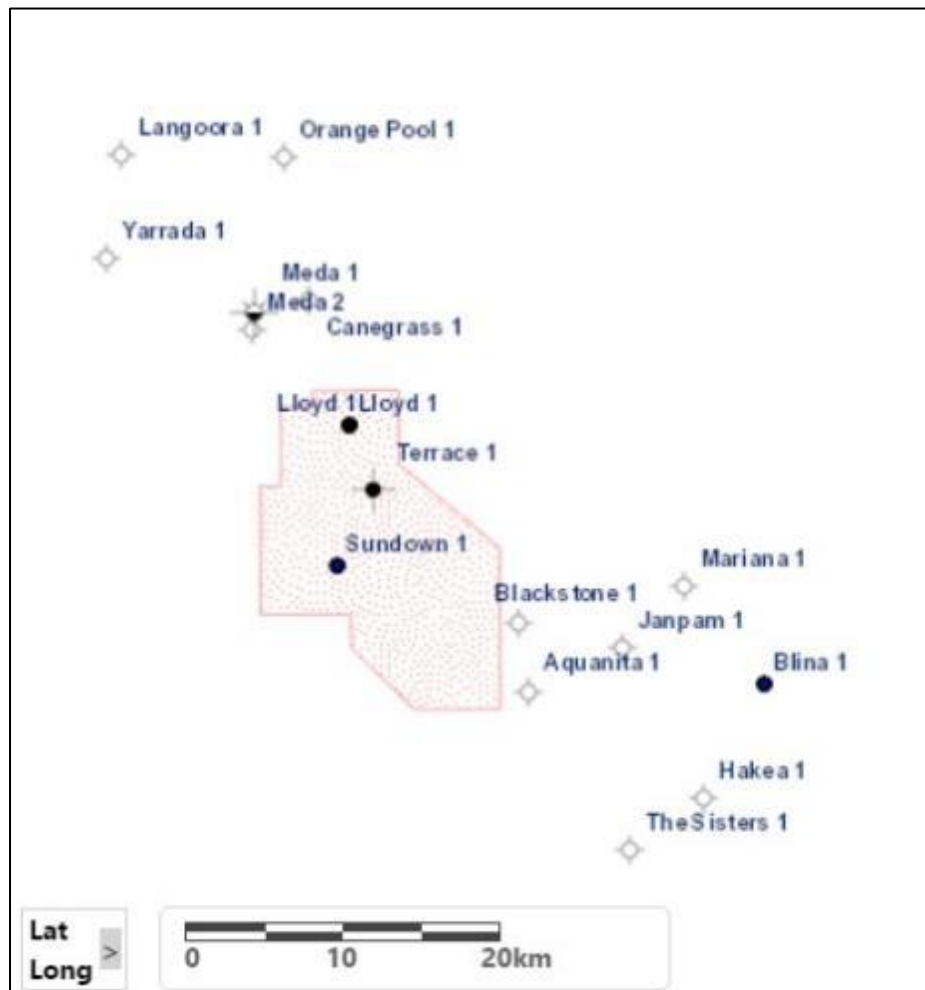 Langoora 1
Orange Pool 1
Yarrada 1
Meda 1
Meda 2
Canegrass 1
Lloyd 1Lloyd 1
Terrace 1
Sundown 1
Mariana 1
Blackstone 1
Janpam 1
Aquanita 1
Blina 1
Hakea 1
TheSisters 1
Lat
Long
>
0 10 20km